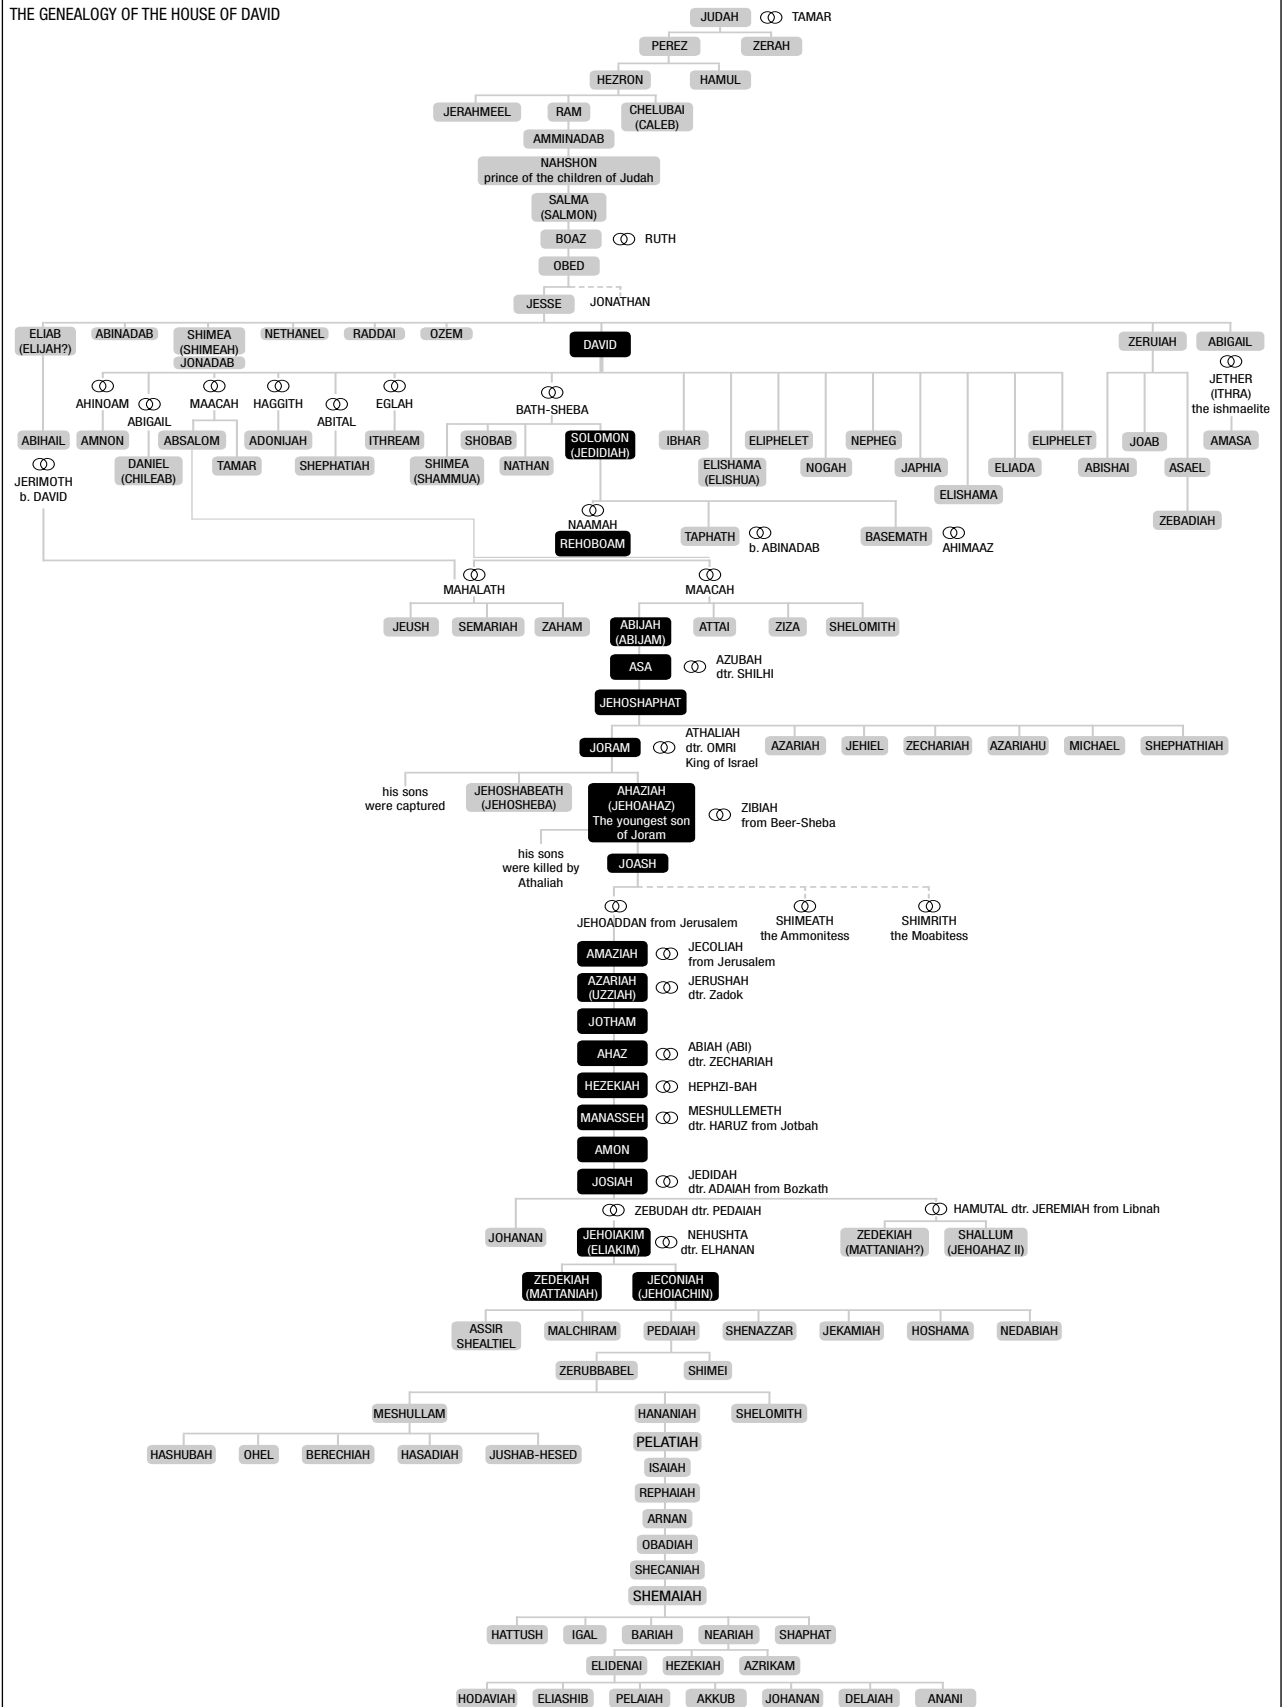 THE GENEALOGY OF THE HOUSE OF DAVID
JUDAH TAMAR
PEREZ ZERAH
HEZRON HAMUL
JERAHMEEL RAM CHELUBAI
(CALEB)
AMMINADAB
NAHSHON
prince of the children of Judah
SALMA
(SALMON)
BOAZ RUTH
OBED
JESSE JONATHAN
ELIAB
(ELIJAH?)
ABINADAB
SHIMEA
(SHIMEAH)
JONADAB
NETHANEL
RADDAI
OZEM
DAVID
ZERUIAH
ABIGAIL
JETHER
(ITHRA)
the ishmaelite
AHINOAM
ABIGAIL
MAACAH
HAGGITH
ABITAL
EGLAH
BATH-SHEBA
ABIHAIL
AMNON
ABSALOM
ADONIJAH
ITHREAM
SHOBAB
SOLOMON
(JEDIDIAH)
IBHAR
ELIPHELET
NEPHEG
ELIPHELET
JOAB
AMASA
DANIEL
(CHILEAB)
TAMAR
SHEPHATIAH
SHIMEA
(SHAMMUA)
NATHAN
ELISHAMA
(ELISHUA)
NOGAH
JAPHIA
ELIADA
ABISHAI
ASAEL
JERIMOTH
b. DAVID
ELISHAMA
ZEBADIAH
NAAMAH
REHOBOAM
TAPHATH
b. ABINADAB
BASEMATH
AHIMAAZ
MAHALATH
MAACAH
JEUSH SEMARIAH ZAHAM
ABIJAH
(ABIJAM)
ATTAI ZIZA SHELOMITH
ASA
AZUBAH
dtr. SHILHI
JEHOSHAPHAT
JORAM
ATHALIAH
dtr. OMRI
King of Israel
AZARIAH JEHIEL ZECHARIAH AZARIAHU MICHAEL SHEPHATHIAH
his sons
were captured
JEHOSHABEATH
(JEHOSHEBA)
AHAZIAH
(JEHOAHAZ)
The youngest son
of Joram
ZIBIAH
from Beer-Sheba
his sons
were killed by
Athaliah
JOASH
JEHOADDAN from Jerusalem
SHIMEATH
the Ammonitess
SHIMRITH
the Moabitess
AMAZIAH
JECOLIAH
from Jerusalem
AZARIAH
(UZZIAH)
JERUSHAH
dtr. Zadok
JOTHAM
AHAZ
ABIAH (ABI)
dtr. ZECHARIAH
HEZEKIAH HEPHZI-BAH
MANASSEH
MESHULLEMETH
dtr. HARUZ from Jotbah
AMON
JOSIAH
JEDIDAH
dtr. ADAIAH from Bozkath
ZEBUDAH dtr. PEDAIAH
HAMUTAL dtr. JEREMIAH from Libnah
JOHANAN
JEHOIAKIM
(ELIAKIM)
NEHUSHTA
dtr. ELHANAN
ZEDEKIAH
(MATTANIAH?)
SHALLUM
(JEHOAHAZ II)
ZEDEKIAH
(MATTANIAH)
JECONIAH
(JEHOIACHIN)
ASSIR
SHEALTIEL
MALCHIRAM PEDAIAH SHENAZZAR JEKAMIAH HOSHAMA NEDABIAH
ZERUBBABEL SHIMEI
MESHULLAM HANANIAH SHELOMITH
HASHUBAH OHEL BERECHIAH HASADIAH JUSHAB-HESED
PELATIAH
ISAIAH
REPHAIAH
ARNAN
OBADIAH
SHECANIAH
SHEMAIAH
HATTUSH IGAL BARIAH NEARIAH SHAPHAT
ELIDENAI HEZEKIAH AZRIKAM
HODAVIAH ELIASHIB PELAIAH AKKUB JOHANAN DELAIAH ANANI